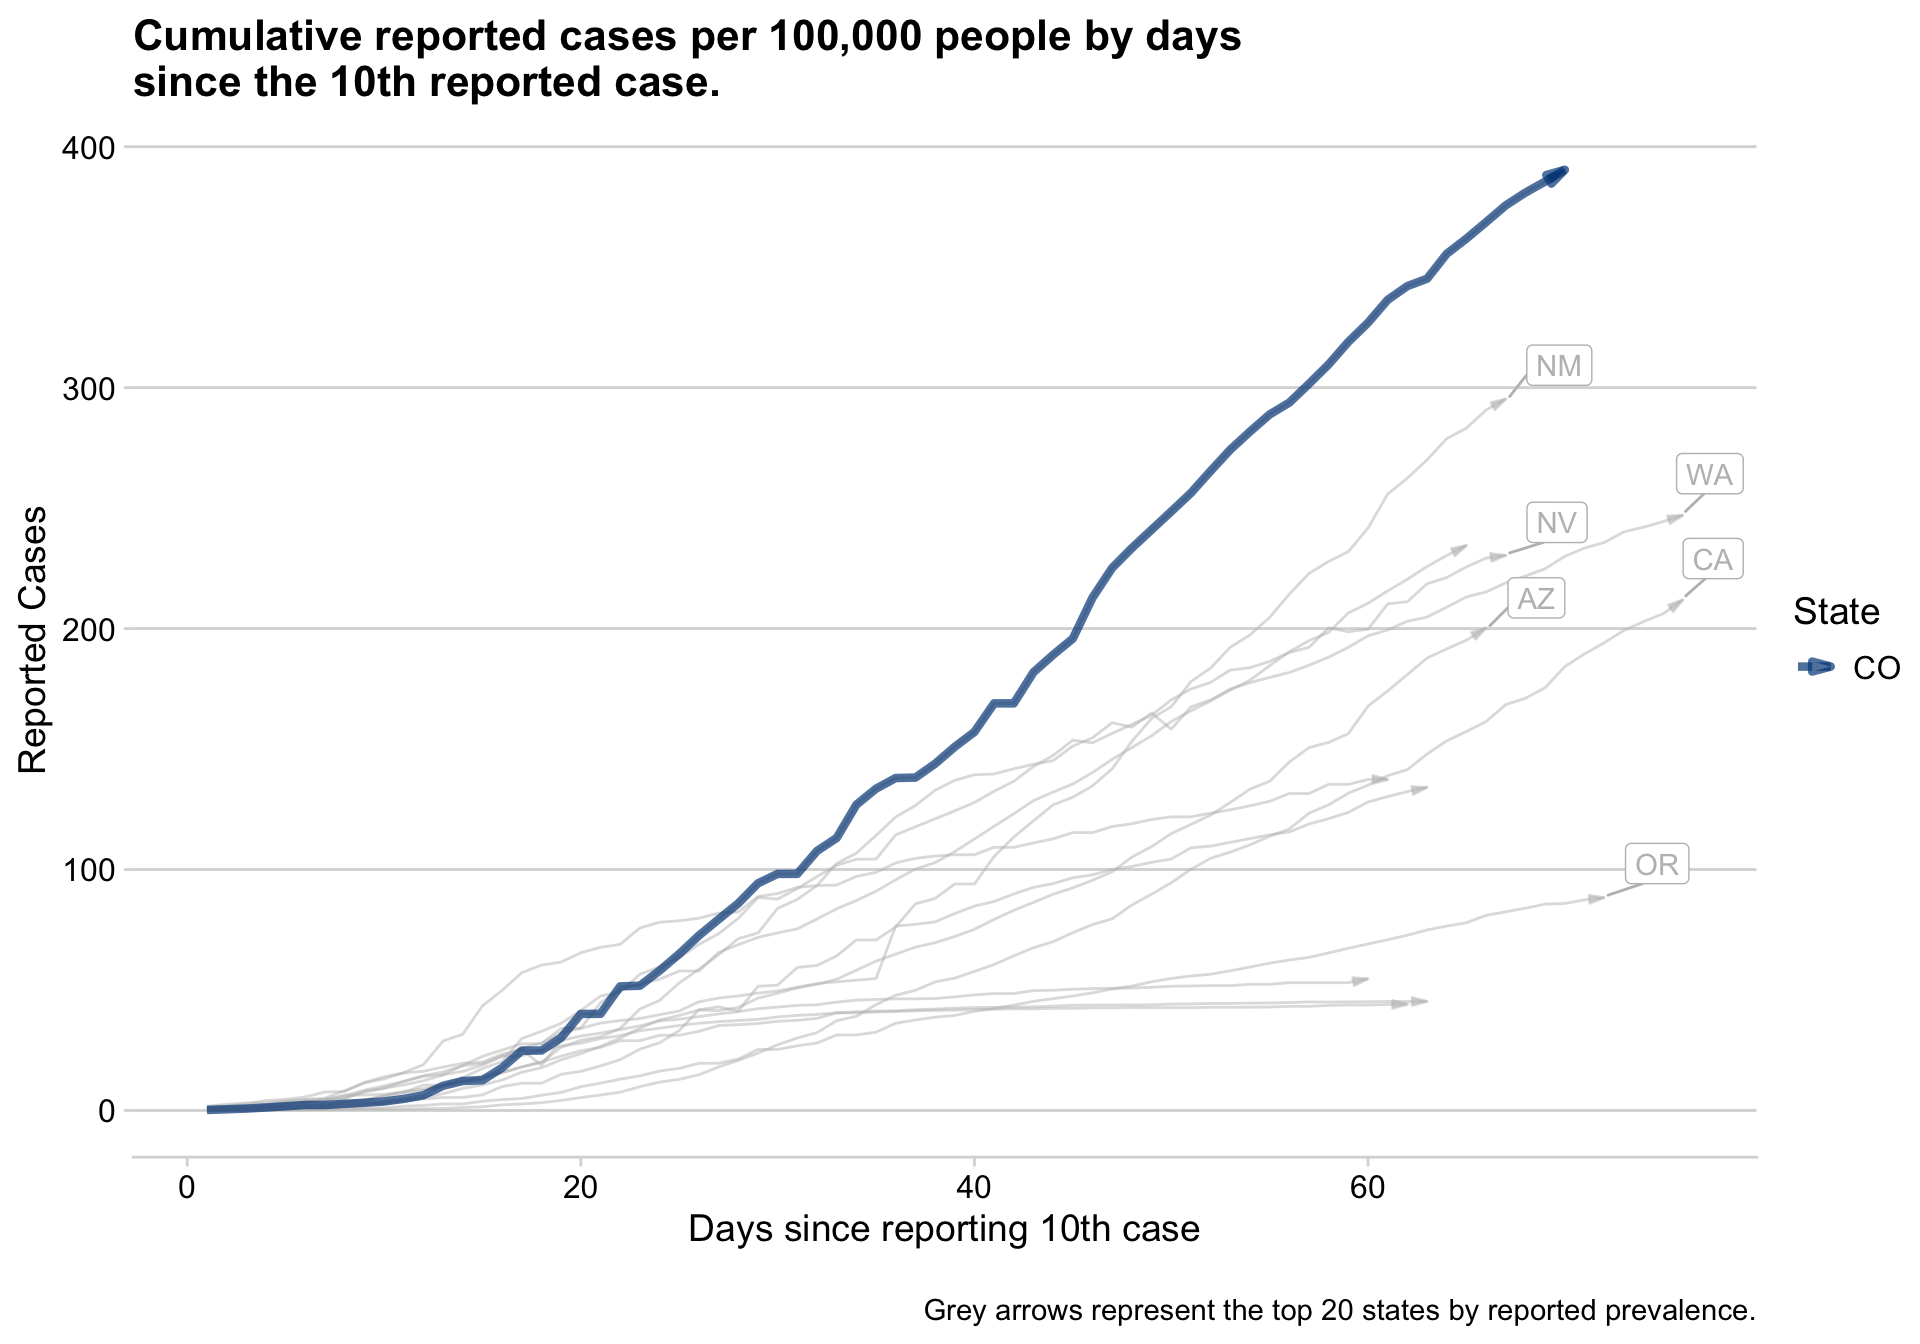 Cumulative reported cases per 100,000 people by days
since the 10th reported case.
400
300
200
100
0
Reported Cases
NM
WA
NV
CA
AZ
OR
State
CO
0 20 40 60
Days since reporting 10th case
Grey arrows represent the top 20 states by reported prevalence.